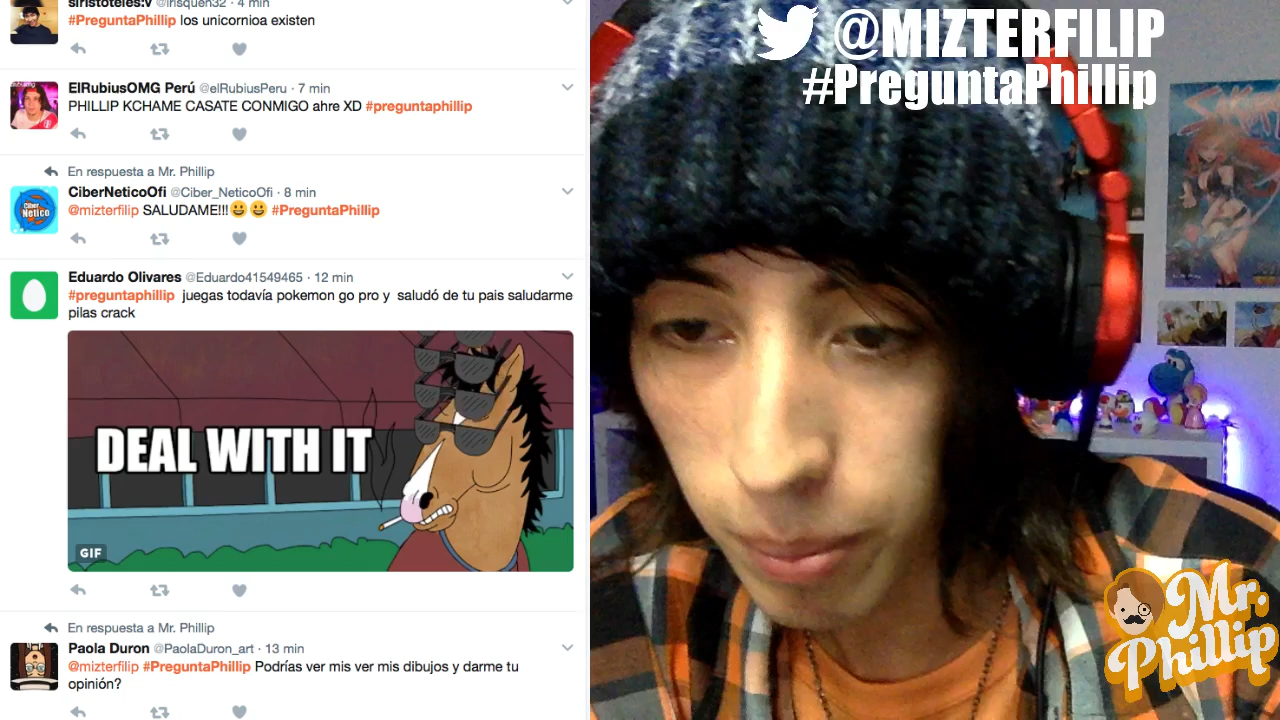 siristoteles:v @irisquen32 · 4 min
#PreguntaPhillip los unicornioa existen
ElRubiusOMG Perú @elRubiusPeru · 7 min
PHILLIP KCHAME CASATE CONMIGO ahre XD #preguntaphillip
En respuesta a Mr. Phillip
CiberNeticoOfi @Ciber_NeticoOfi · 8 min
Ciber
Netico
@mizterfilip SALUDAME!!!😀😀 #PreguntaPhillip
Eduardo Olivares @Eduardo41549465 · 12 min
#preguntaphillip juegas todavía pokemon go pro y saludó de tu pais saludarme
pilas crack
DEAL WITH IT
GIF
En respuesta a Mr. Phillip
Paola Duron @PaolaDuron_art · 13 min
@mizterfilip #PreguntaPhillip Podrías ver mis ver mis dibujos y darme tu
opinión?
@MIZTERFILIP
#PreguntaPhillip
Mr.
Phillip